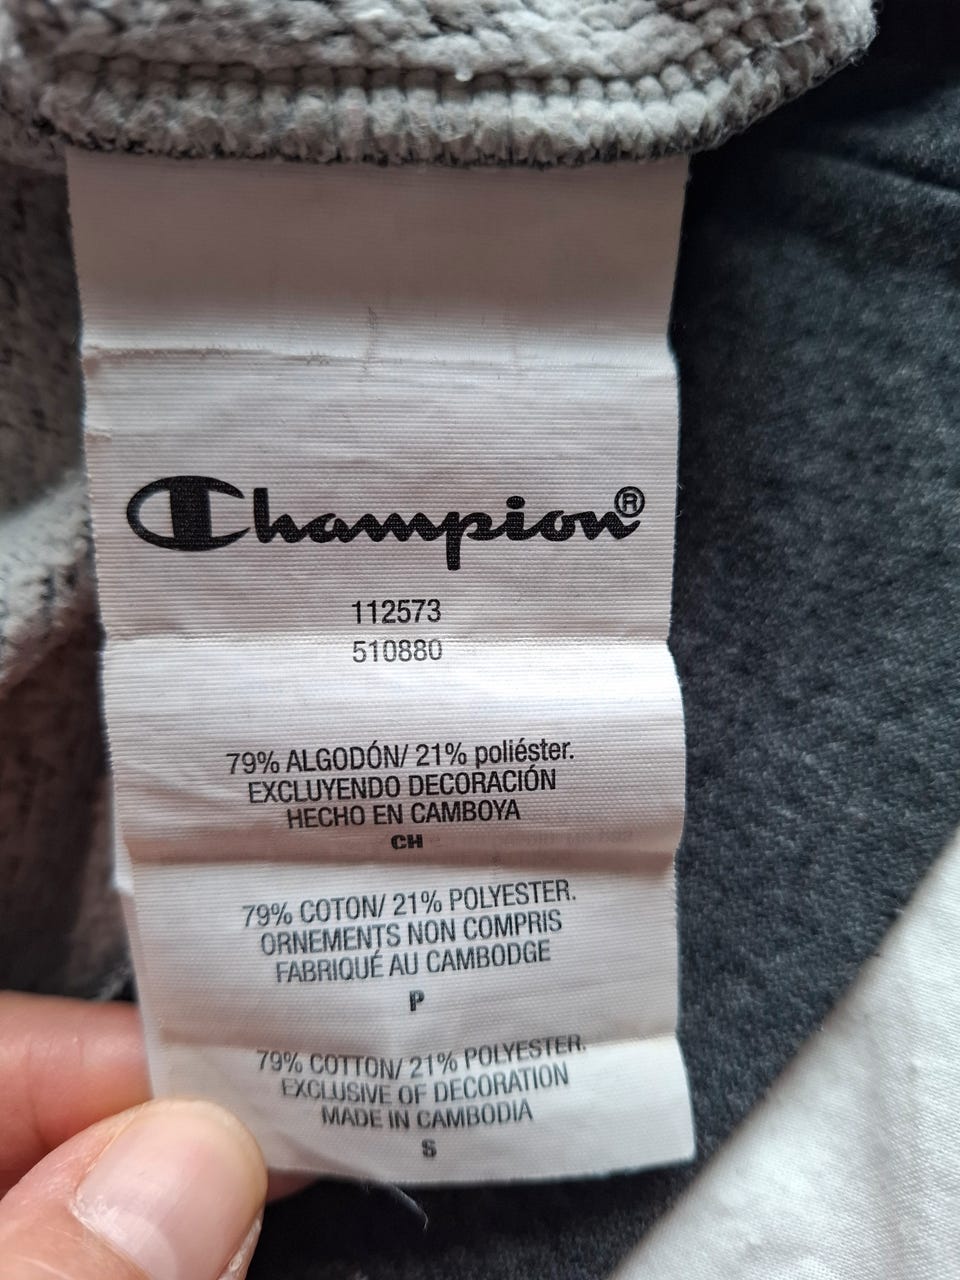 Champion®
112573
510880
79% ALGODÓN/ 21% poliéster.
EXCLUYENDO DECORACIÓN
HECHO EN CAMBOYA
CH
79% COTON/ 21% POLYESTER.
ORNEMENTS NON COMPRIS
FABRIQUÉ AU CAMBODGE
P
79% COTTON/ 21% POLYESTER.
EXCLUSIVE OF DECORATION
MADE IN CAMBODIA
S